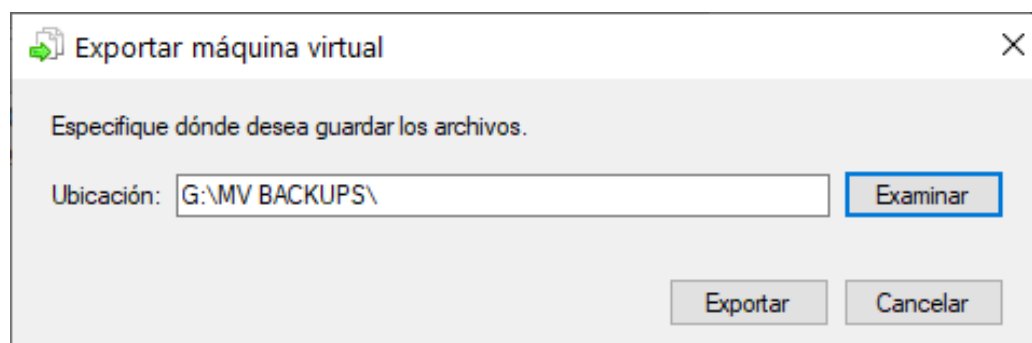 Exportar máquina virtual
Especifique dónde desea guardar los archivos.
Ubicación: G:\MV BACKUPS\ Examinar
Exportar Cancelar